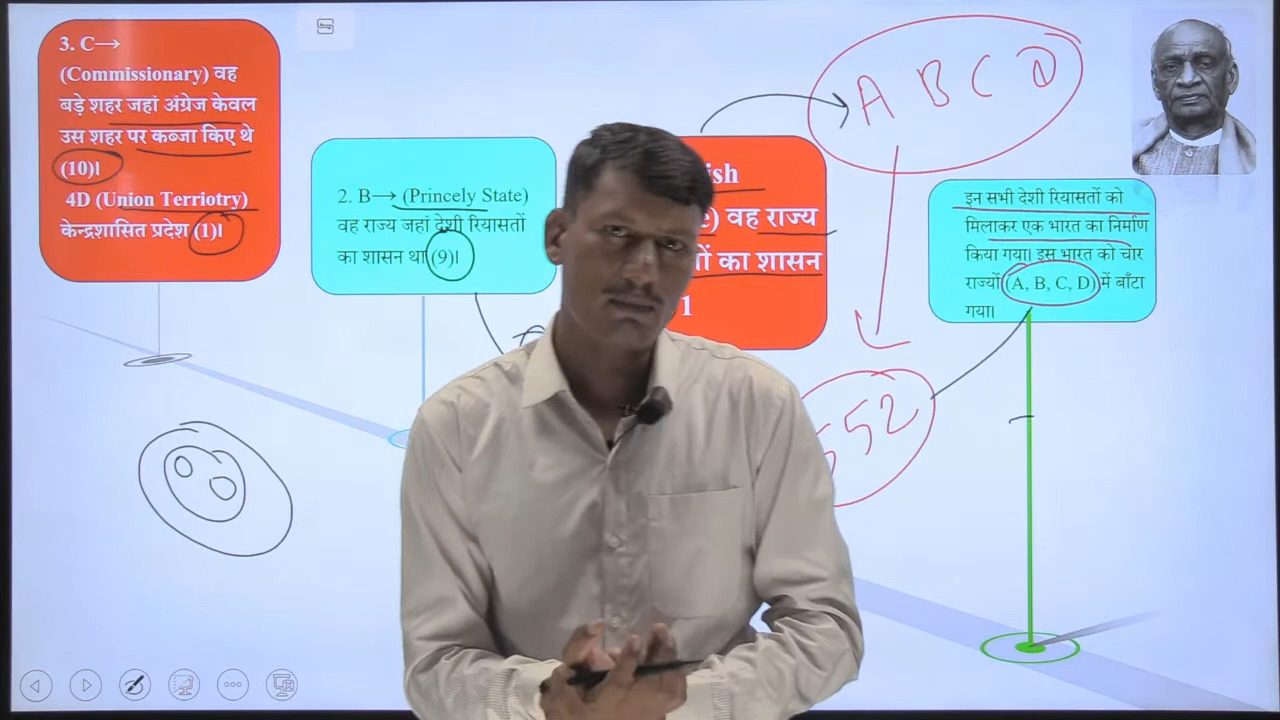 3. C→
(Commissionary) वह
बड़े शहर जहां अंग्रेज केवल
उस शहर पर कब्जा किए थे
(10)।
4D (Union Terriotry)
केन्द्रशासित प्रदेश (1)।
2. B→ (Princely State)
वह राज्य जहां देशी रियासतों
का शासन था (9)।
वह राज्य
का शासन
1
A B C D
552
इन सभी देशी रियासतों को
मिलाकर एक भारत का निर्माण
किया गया। इस भारत को चार
राज्यों (A, B, C, D) में बाँटा
गया।